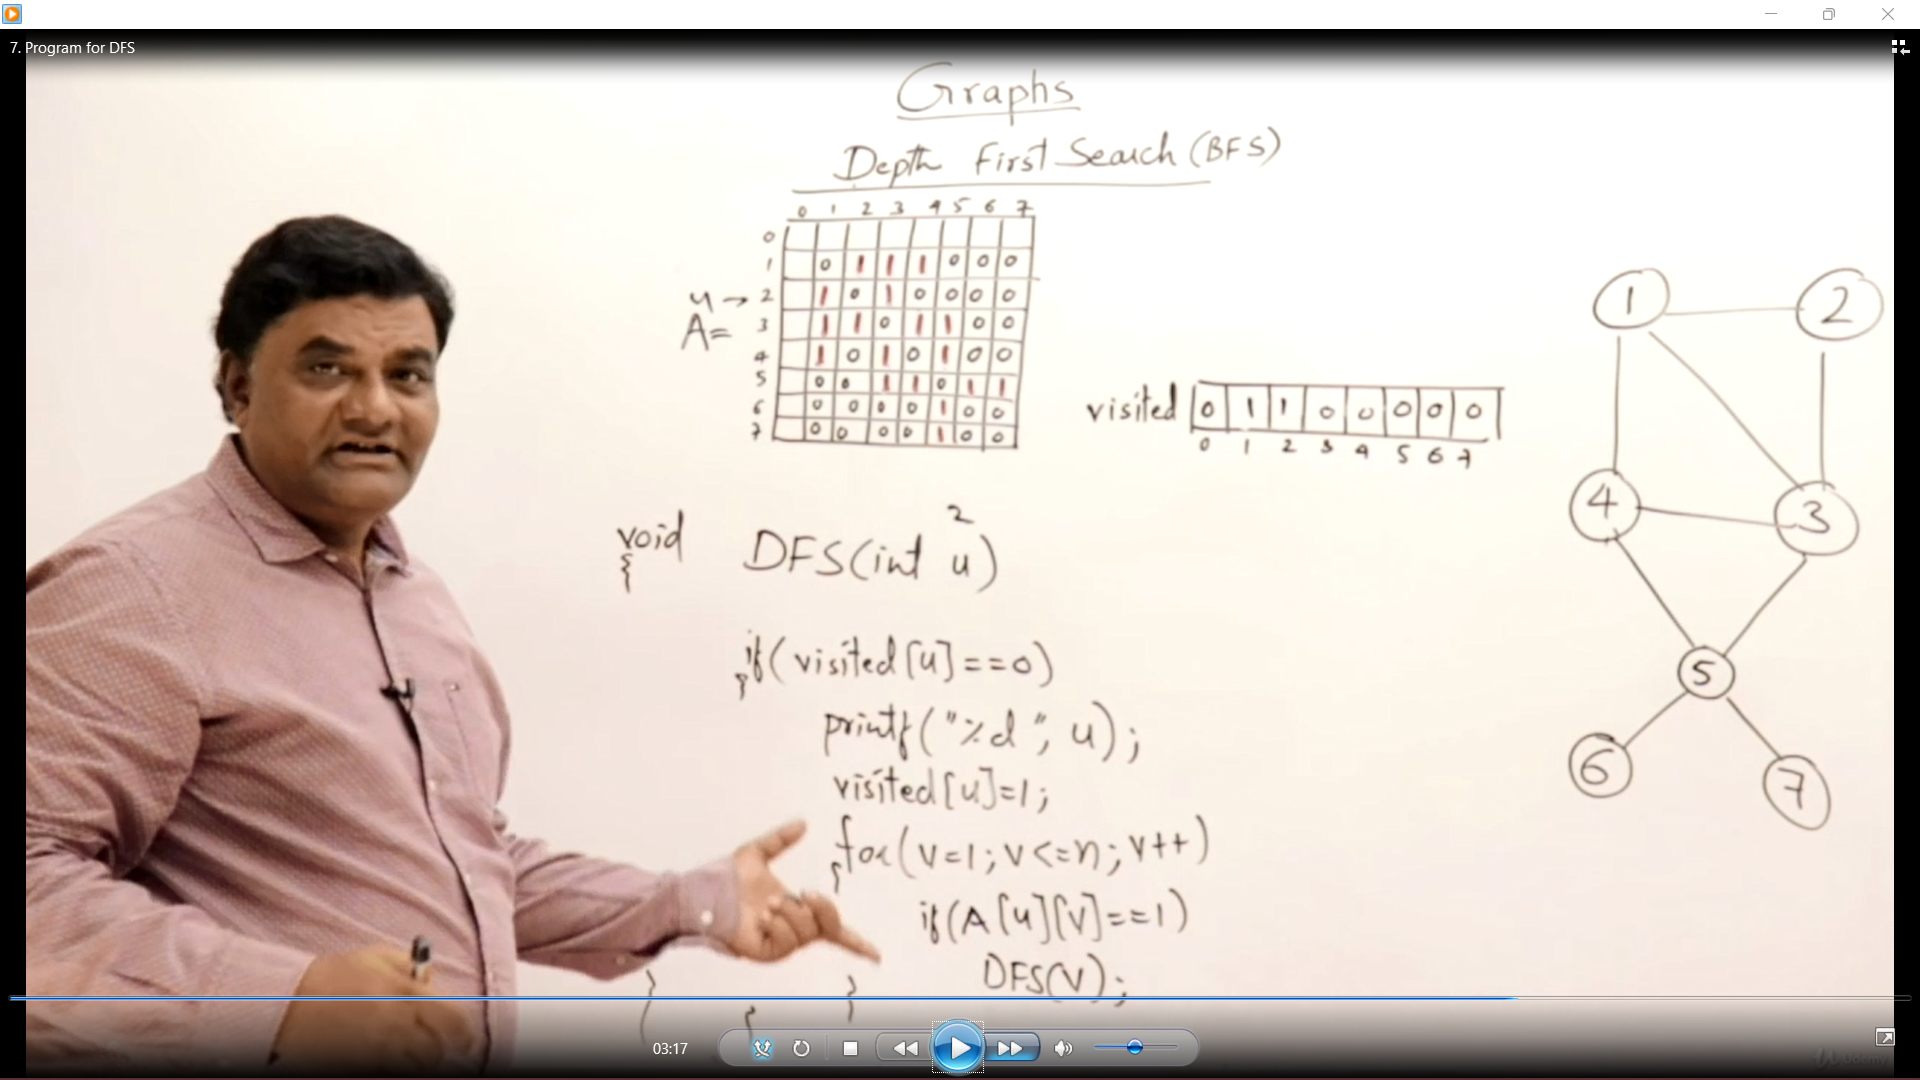 7. Program for DFS
Graphs
Depth First Search (BFS)
0 1 2 3 4 5 6 7
0
1 0 1 1 1 0 0 0
u → 2 1 0 1 0 0 0 0
A= 3 1 1 0 1 1 0 0
4 1 0 1 0 1 0 0
5 0 0 1 1 0 1 1
6 0 0 0 0 1 0 0
7 0 0 0 0 1 0 0
visited 0 1 1 0 0 0 0 0
0 1 2 3 4 5 6 7
1 2
4 3
5
6 7
2
void DFS(int u)
{
if(visited[u]==0)
{
printf("%d", u);
visited[u]=1;
for(v=1;v<=n;v++)
{
if(A[u][v]==1)
DFS(v);
}
}
}
03:17